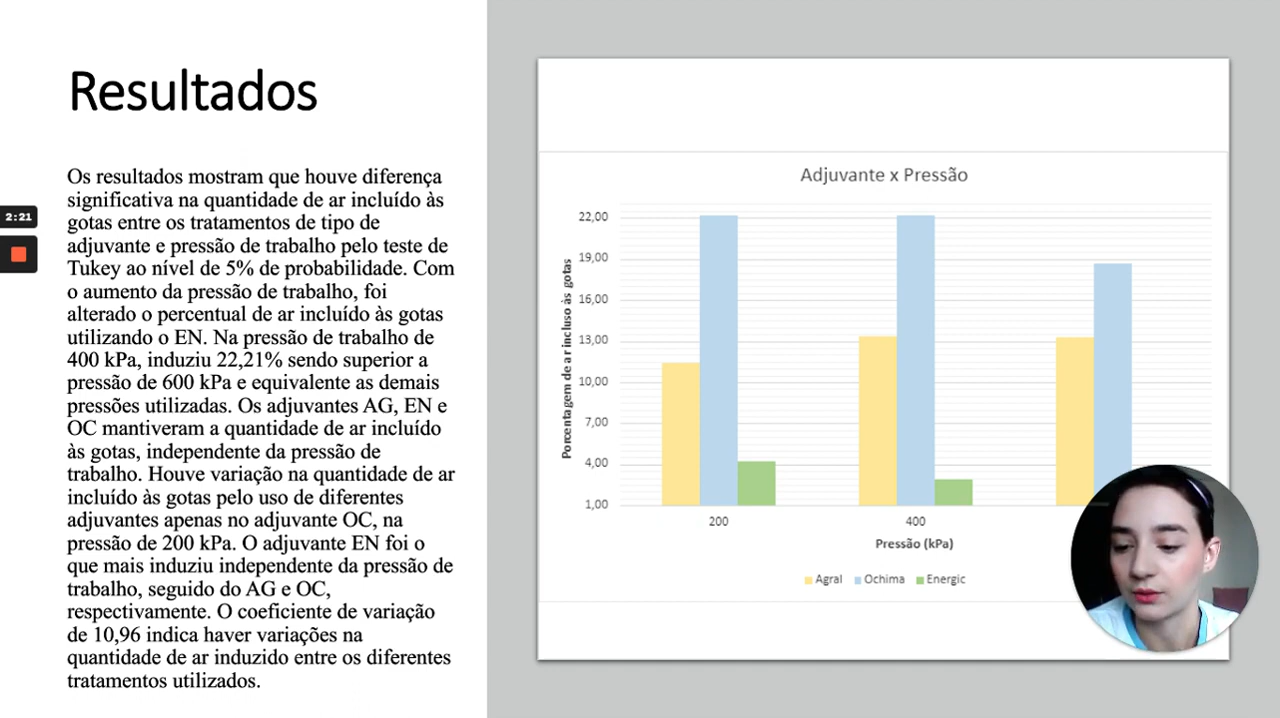 Resultados
Os resultados mostram que houve diferença
significativa na quantidade de ar incluído às
gotas entre os tratamentos de tipo de
adjuvante e pressão de trabalho pelo teste de
Tukey ao nível de 5% de probabilidade. Com
o aumento da pressão de trabalho, foi
alterado o percentual de ar incluído às gotas
utilizando o EN. Na pressão de trabalho de
400 kPa, induziu 22,21% sendo superior a
pressão de 600 kPa e equivalente as demais
pressões utilizadas. Os adjuvantes AG, EN e
OC mantiveram a quantidade de ar incluído
às gotas, independente da pressão de
trabalho. Houve variação na quantidade de ar
incluído às gotas pelo uso de diferentes
adjuvantes apenas no adjuvante OC, na
pressão de 200 kPa. O adjuvante EN foi o
que mais induziu independente da pressão de
trabalho, seguido do AG e OC,
respectivamente. O coeficiente de variação
de 10,96 indica haver variações na
quantidade de ar induzido entre os diferentes
tratamentos utilizados.
2:21
Adjuvante x Pressão
Porcentagem de ar incluso às gotas
22,00
19,00
16,00
13,00
10,00
7,00
4,00
1,00
200 400
Pressão (kPa)
Agral Ochima Energic